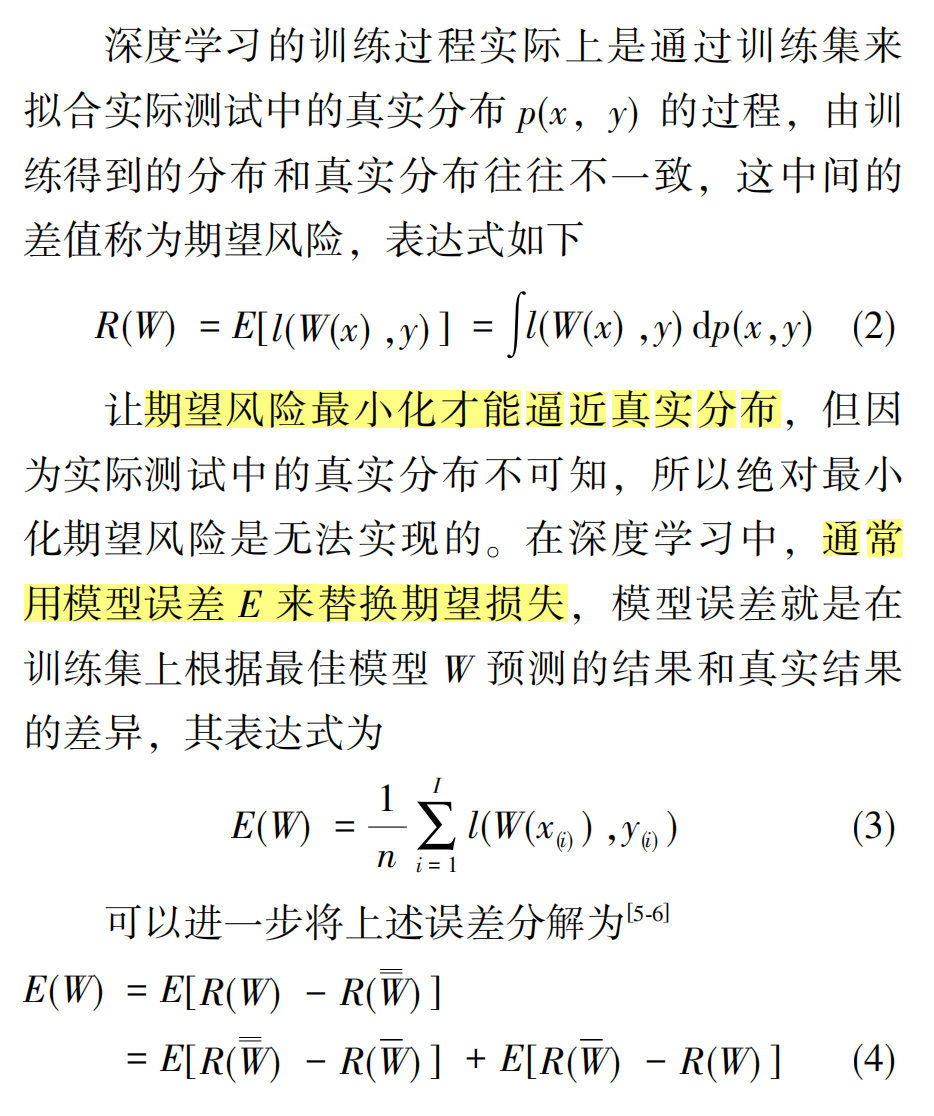 深度学习的训练过程实际上是通过训练集来
拟合实际测试中的真实分布 p(x，y) 的过程，由训
练得到的分布和真实分布往往不一致，这中间的
差值称为期望风险，表达式如下
R(W) = E[l(W(x),y)] = ∫l(W(x),y)dp(x,y) (2)
让期望风险最小化才能逼近真实分布，但因
为实际测试中的真实分布不可知，所以绝对最小
化期望风险是无法实现的。在深度学习中，通常
用模型误差 E 来替换期望损失，模型误差就是在
训练集上根据最佳模型 W 预测的结果和真实结果
的差异，其表达式为
E(W) = \frac{1}{n} \sum_{i=1}^{I} l(W(x_{(i)}),y_{(i)}) (3)
可以进一步将上述误差分解为[5-6]
E(W) = E[R(W) - R(\overline{\overline{\overline{W}}})]
= E[R(\overline{\overline{\overline{W}}}) - R(\overline{W})] + E[R(\overline{W}) - R(W)] (4)